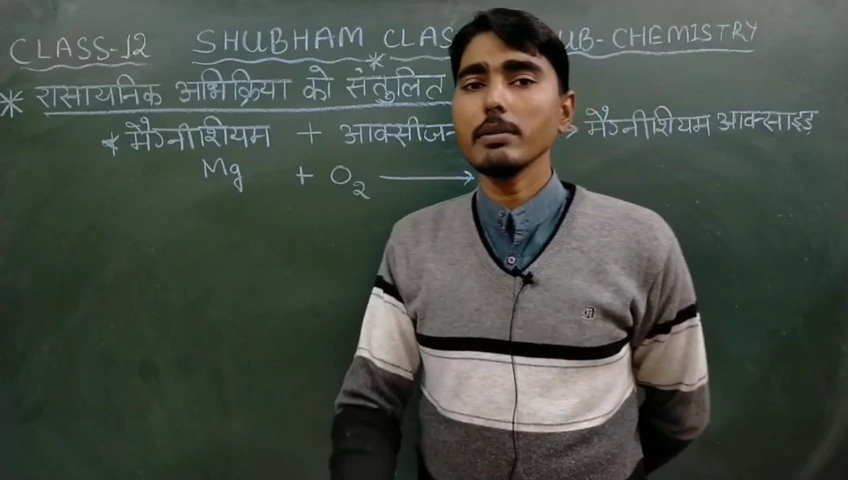 CLASS-12 SHUBHAM CLAS UB-CHEMISTRY
* रासायनिक अभिक्रिया को संतुलित
* मैग्नीशियम + आक्सीजन → मैग्नीशियम आक्साइड
Mg + O₂ ⟶